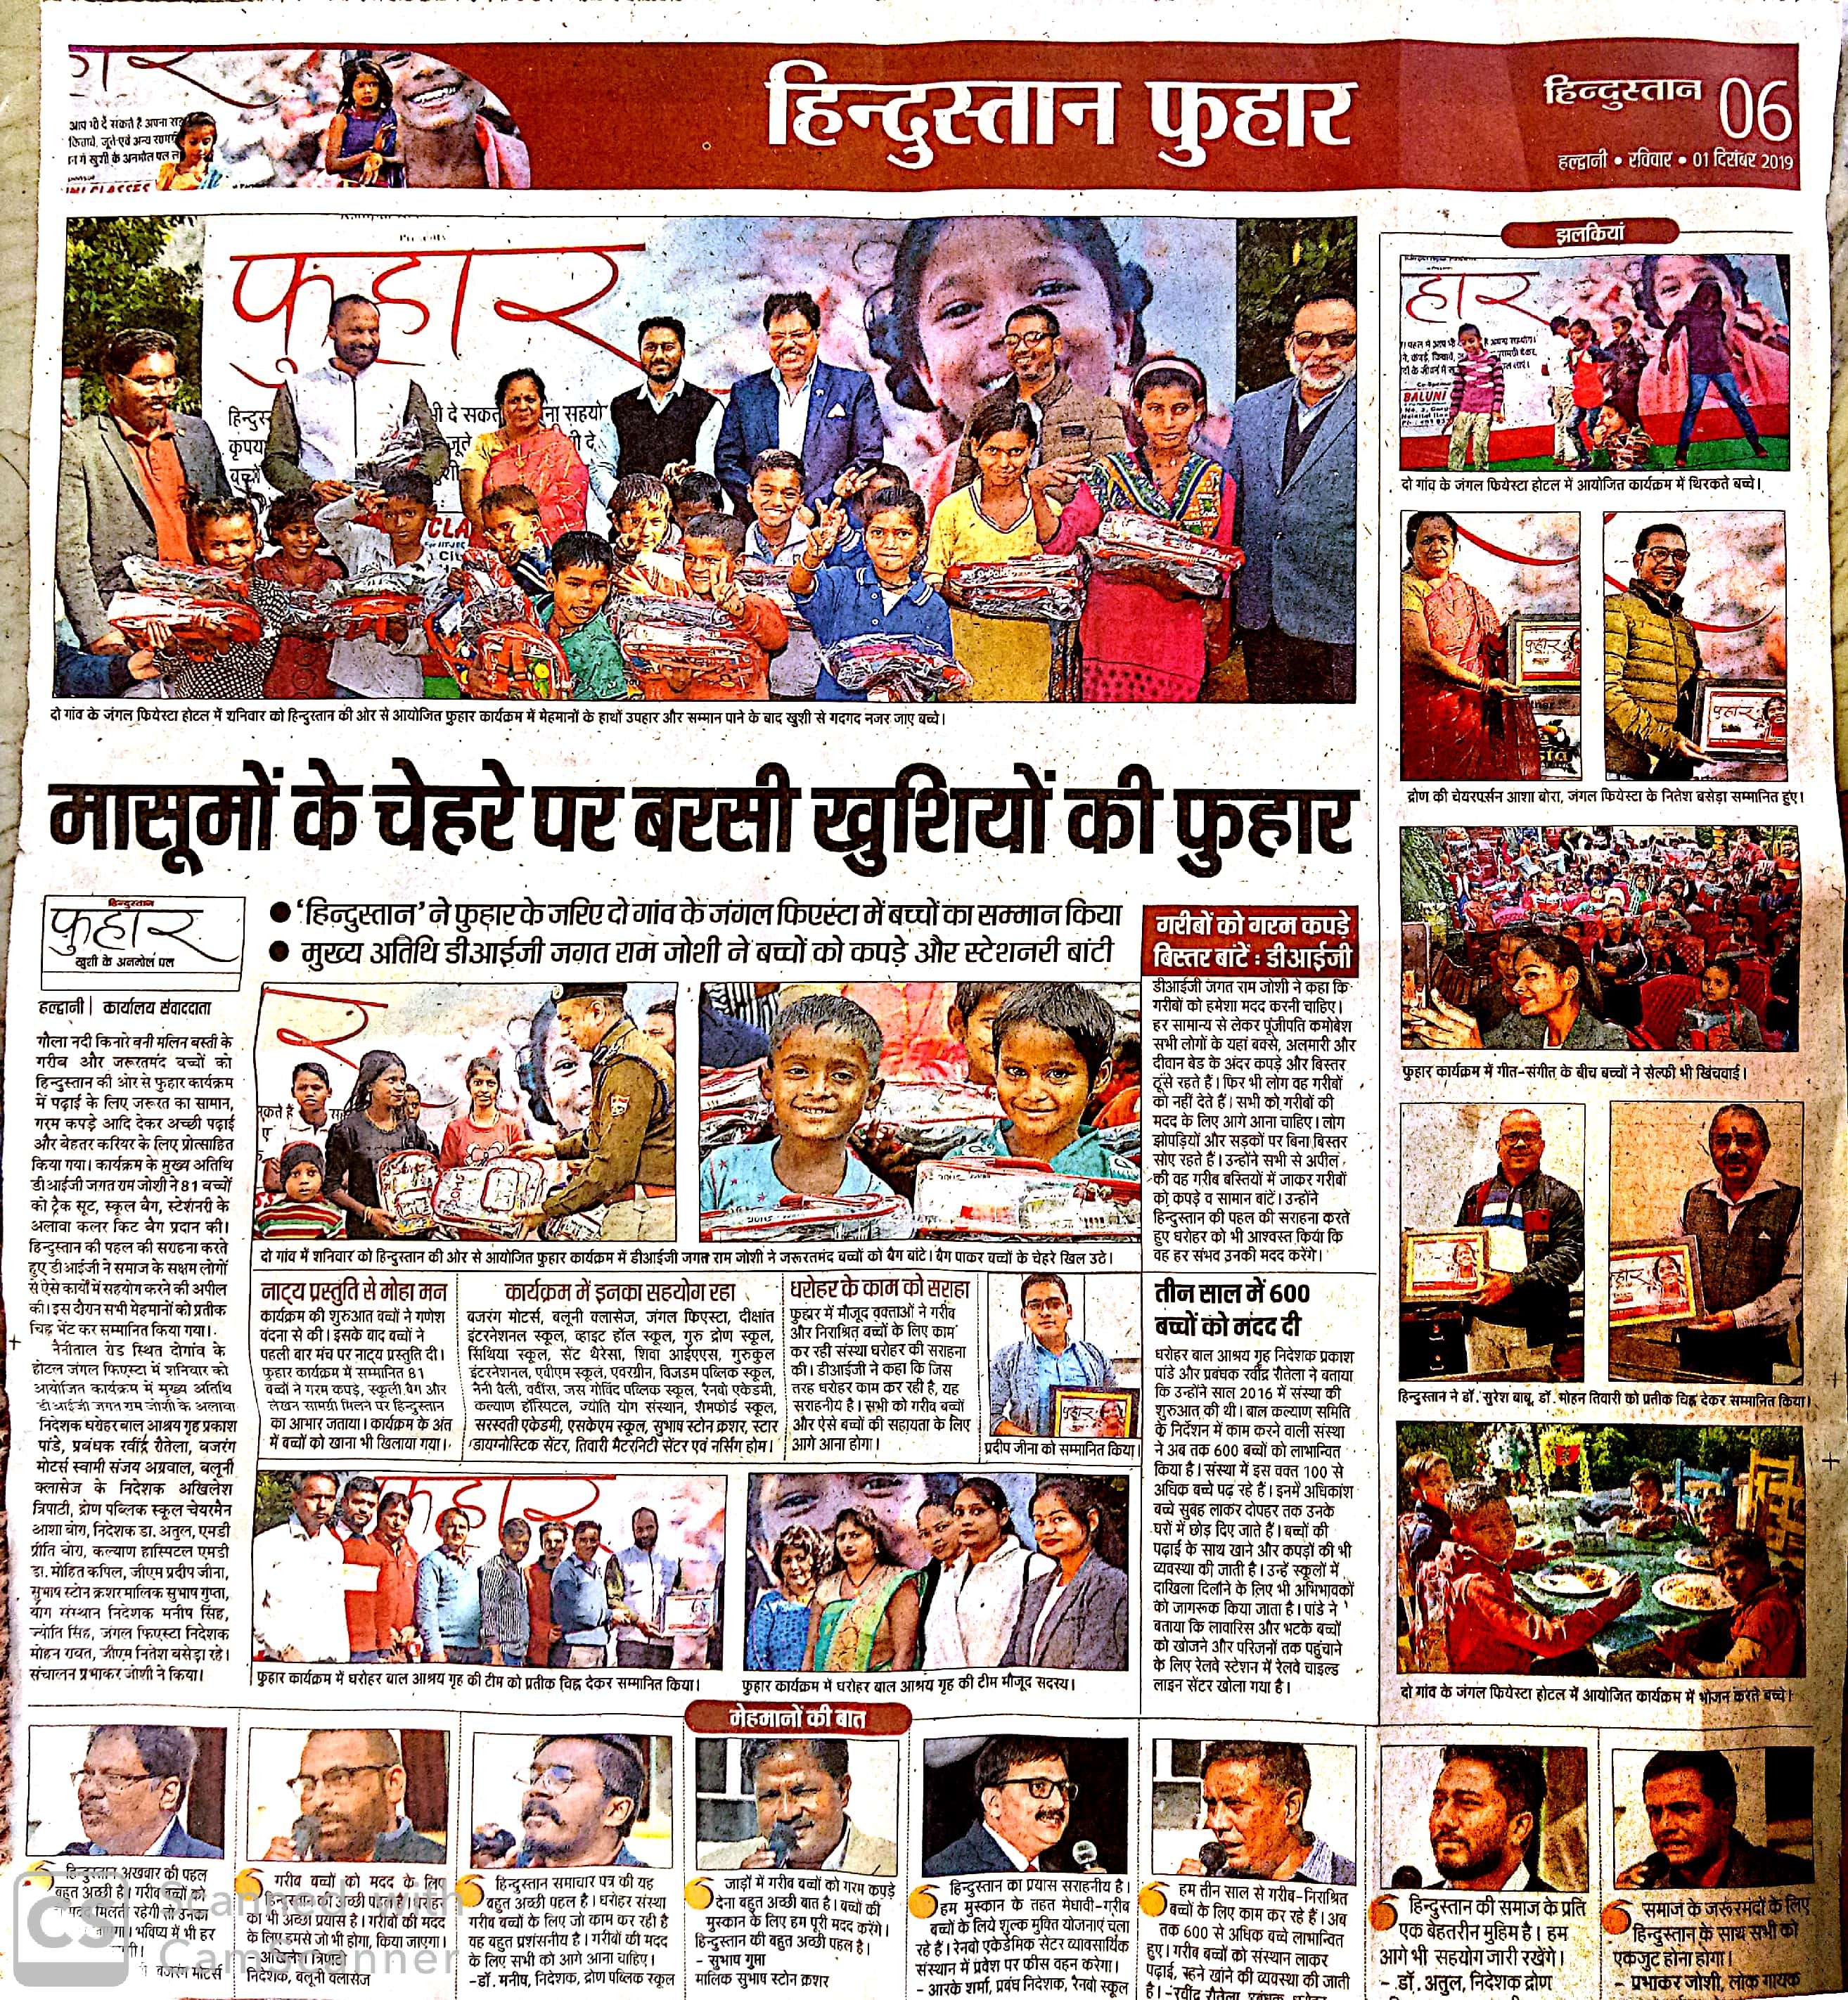 हिन्दुस्तान फुहार
हिन्दुस्तान 06
हल्द्वानी • रविवार • 01 दिसंबर 2019
आप भी दे सकते है अपना
किताबें, जूते एवं अन्य
खुशी के अनमोल पल
फुहार
दो गांव के जंगल फियेस्टा होटल में शनिवार को हिन्दुस्तान की ओर से आयोजित फुहार कार्यक्रम में मेहमानों के हाथों उपहार और सम्मान पाने के बाद खुशी से गदगद नजर जाए बच्चे।
मासूमों के चेहरे पर बरसी खुशियों की फुहार
हिन्दुस्तान
फुहार
खुशी के अनमोल पल
● 'हिन्दुस्तान' ने फुहार के जरिए दो गांव के जंगल फिएस्टा में बच्चों का सम्मान किया
● मुख्य अतिथि डीआईजी जगत राम जोशी ने बच्चों को कपड़े और स्टेशनरी बांटी
हल्द्वानी | कार्यालय संवाददाता
गौला नदी किनारे बनी मलिन बस्ती के
गरीब और जरूरतमंद बच्चों को
हिन्दुस्तान की ओर से फुहार कार्यक्रम
में पढ़ाई के लिए जरूरत का सामान,
गरम कपड़े आदि देकर अच्छी पढ़ाई
और बेहतर करियर के लिए प्रोत्साहित
किया गया। कार्यक्रम के मुख्य अतिथि
डीआईजी जगत राम जोशी ने 81 बच्चों
को ट्रैक सूट, स्कूल बैग, स्टेशनरी के
अलावा कलर किट बैग प्रदान की।
हिन्दुस्तान की पहल की सराहना करते
हुए डीआईजी ने समाज के सक्षम लोगों
से ऐसे कार्यों में सहयोग करने की अपील
की। इस दौरान सभी मेहमानों को प्रतीक
चिह्न भेंट कर सम्मानित किया गया।
नैनीताल रोड स्थित दोगांव के
होटल जंगल फिएस्टा में शनिवार को
आयोजित कार्यक्रम में मुख्य अतिथि
डीआईजी जगत राम जोशी के अलावा
निदेशक धरोहर बाल आश्रय गृह प्रकाश
पांडे, प्रबंधक रवींद्र रौतेला, बजरंग
मोटर्स स्वामी संजय अग्रवाल, बलूनी
क्लासेज के निदेशक अखिलेश
त्रिपाठी, द्रोण पब्लिक स्कूल चेयरमैन
आशा बोरा, निदेशक डा. अतुल, एमडी
प्रीति बोरा, कल्याण हास्पिटल एमडी
डा. मोहित कपिल, जीएम प्रदीप जीना,
सुभाष स्टोन क्रशर मालिक सुभाष गुप्ता,
योग संस्थान निदेशक मनीष सिंह,
ज्योति सिंह, जंगल फिएस्टा निदेशक
मोहन रावत, जीएम नितेश बसेड़ा रहे।
संचालन प्रभाकर जोशी ने किया।
दो गांव में शनिवार को हिन्दुस्तान की ओर से आयोजित फुहार कार्यक्रम में डीआईजी जगत राम जोशी ने जरूरतमंद बच्चों को बैग बांटे। बैग पाकर बच्चों के चेहरे खिल उठे।
नाट्य प्रस्तुति से मोहा मन
कार्यक्रम की शुरुआत बच्चों ने गणेश
वंदना से की। इसके बाद बच्चों ने
पहली बार मंच पर नाट्य प्रस्तुति दी।
फुहार कार्यक्रम में सम्मानित 81
बच्चों ने गरम कपड़े, स्कूली बैग और
लेखन सामग्री मिलने पर हिन्दुस्तान
का आभार जताया। कार्यक्रम के अंत
में बच्चों को खाना भी खिलाया गया।
कार्यक्रम में इनका सहयोग रहा
बजरंग मोटर्स, बलूनी क्लासेज, जंगल फिएस्टा, दीक्षांत
इंटरनेशनल स्कूल, व्हाइट हॉल स्कूल, गुरु द्रोण स्कूल,
सिंथिया स्कूल, सेंट थेरेसा, शिवा आईएएस, गुरुकुल
इंटरनेशनल, एबीएम स्कूल, एवरग्रीन, विजडम पब्लिक स्कूल,
नैनी वैली, क्वींस, जस गोविंद पब्लिक स्कूल, रैनबो एकेडमी,
कल्याण हॉस्पिटल, ज्योति योग संस्थान, शैमफोर्ड स्कूल,
सरस्वती एकेडमी, एसकेएम स्कूल, सुभाष स्टोन क्रशर, स्टार
डायग्नोस्टिक सेंटर, तिवारी मैटरनिटी सेंटर एवं नर्सिंग होम।
धरोहर के काम को सराहा
फुहार में मौजूद वक्ताओं ने गरीब
और निराश्रित बच्चों के लिए काम
कर रही संस्था धरोहर की सराहना
की। डीआईजी ने कहा कि जिस
तरह धरोहर काम कर रही है, यह
सराहनीय है। सभी को गरीब बच्चों
और ऐसे बच्चों की सहायता के लिए
आगे आना होगा।
प्रदीप जीना को सम्मानित किया।
फुहार कार्यक्रम में धरोहर बाल आश्रय गृह की टीम को प्रतीक चिह्न देकर सम्मानित किया।
फुहार कार्यक्रम में धरोहर बाल आश्रय गृह की टीम मौजूद सदस्य।
गरीबों को गरम कपड़े
बिस्तर बाटें : डीआईजी
डीआईजी जगत राम जोशी ने कहा कि
गरीबों को हमेशा मदद करनी चाहिए।
हर सामान्य से लेकर पूंजीपति कमोबेश
सभी लोगों के यहां बक्से, अलमारी और
दीवान बेड के अंदर कपड़े और बिस्तर
ठूसे रहते हैं। फिर भी लोग वह गरीबों
को नहीं देते हैं। सभी को गरीबों की
मदद के लिए आगे आना चाहिए। लोग
झोपड़ियों और सड़कों पर बिना बिस्तर
सोए रहते हैं। उन्होंने सभी से अपील
की वह गरीब बस्तियों में जाकर गरीबों
को कपड़े व सामान बांटें। उन्होंने
हिन्दुस्तान की पहल की सराहना करते
हुए धरोहर को भी आश्वस्त किया कि
वह हर संभव उनकी मदद करेंगे।
तीन साल में 600
बच्चों को मदद दी
धरोहर बाल आश्रय गृह निदेशक प्रकाश
पांडे और प्रबंधक रवींद्र रौतेला ने बताया
कि उन्होंने साल 2016 में संस्था की
शुरुआत की थी। बाल कल्याण समिति
के निर्देशन में काम करने वाली संस्था
ने अब तक 600 बच्चों को लाभान्वित
किया है। संस्था में इस वक्त 100 से
अधिक बच्चे पढ़ रहे हैं। इनमें अधिकांश
बच्चे सुबह लाकर दोपहर तक उनके
घरों में छोड़ दिए जाते हैं। बच्चों की
पढ़ाई के साथ खाने और कपड़ों की भी
व्यवस्था की जाती है। उन्हें स्कूलों में
दाखिला दिलाने के लिए भी अभिभावकों
को जागरूक किया जाता है। पांडे ने
बताया कि लावारिस और भटके बच्चों
को खोजने और परिजनों तक पहुंचाने
के लिए रेलवे स्टेशन में रेलवे चाइल्ड
लाइन सेंटर खोला गया है।
झलकियां
हार
BALUNI
दो गांव के जंगल फियेस्टा होटल में आयोजित कार्यक्रम में थिरकते बच्चे।
द्रोण की चेयरपर्सन आशा बोरा, जंगल फियेस्टा के नितेश बसेड़ा सम्मानित हुए।
फुहार कार्यक्रम में गीत-संगीत के बीच बच्चों ने सेल्फी भी खिंचवाई।
हिन्दुस्तान ने डॉ. सुरेश बाबू, डॉ. मोहन तिवारी को प्रतीक चिह्न देकर सम्मानित किया।
दो गांव के जंगल फियेस्टा होटल में आयोजित कार्यक्रम में भोजन करते बच्चे।
मेहमानों की बात
हिन्दुस्तान अखबार की पहल
बहुत अच्छी है। गरीब बच्चों को
मिलती रहेगी तो उनका
भविष्य में भी हर
बजरंग मोटर्स
गरीब बच्चों को मदद के लिए
हिन्दुस्तान की अच्छी पहल है। धरोहर
का भी अच्छा प्रयास है। गरीबों की मदद
के लिए हमसे जो भी होगा, किया जाएगा।
- अखिलेश त्रिपाठी
निदेशक, बलूनी क्लासेज
हिन्दुस्तान समाचार पत्र की यह
बहुत अच्छी पहल है। धरोहर संस्था
गरीब बच्चों के लिए जो काम कर रही है
वह बहुत प्रशंसनीय है। गरीबों की मदद
के लिए सभी को आगे आना चाहिए।
-डॉ. मनीष, निदेशक, द्रोण पब्लिक स्कूल
जाड़ों में गरीब बच्चों को गरम कपड़े
देना बहुत अच्छी बात है। बच्चों की
मुस्कान के लिए हम पूरी मदद करेंगे।
हिन्दुस्तान की बहुत अच्छी पहल है।
- सुभाष गुप्ता
मालिक सुभाष स्टोन क्रशर
हिन्दुस्तान का प्रयास सराहनीय है।
हम मुस्कान के तहत मेधावी-गरीब
बच्चों के लिये शुल्क मुक्ति योजनाएं चला
रहे हैं। रेनबो एकेडेमिक सेंटर व्यावसायिक
संस्थान में प्रवेश पर फीस वहन करेगा।
- आरके शर्मा, प्रबंध निदेशक, रैनबो स्कूल
हम तीन साल से गरीब-निराश्रित
बच्चों के लिए काम कर रहे हैं। अब
तक 600 से अधिक बच्चे लाभान्वित
हुए। गरीब बच्चों को संस्थान लाकर
पढ़ाई, रहने खाने की व्यवस्था की जाती
है। -रवींद्र रौतेला, प्रबंधक, धरोहर
हिन्दुस्तान की समाज के प्रति
एक बेहतरीन मुहिम है। हम
आगे भी सहयोग जारी रखेंगे।
- डॉ. अतुल, निदेशक द्रोण
समाज के जरूरमंदों के लिए
हिन्दुस्तान के साथ सभी को
एकजुट होना होगा।
- प्रभाकर जोशी, लोक गायक
CS Scanned with
CamScanner